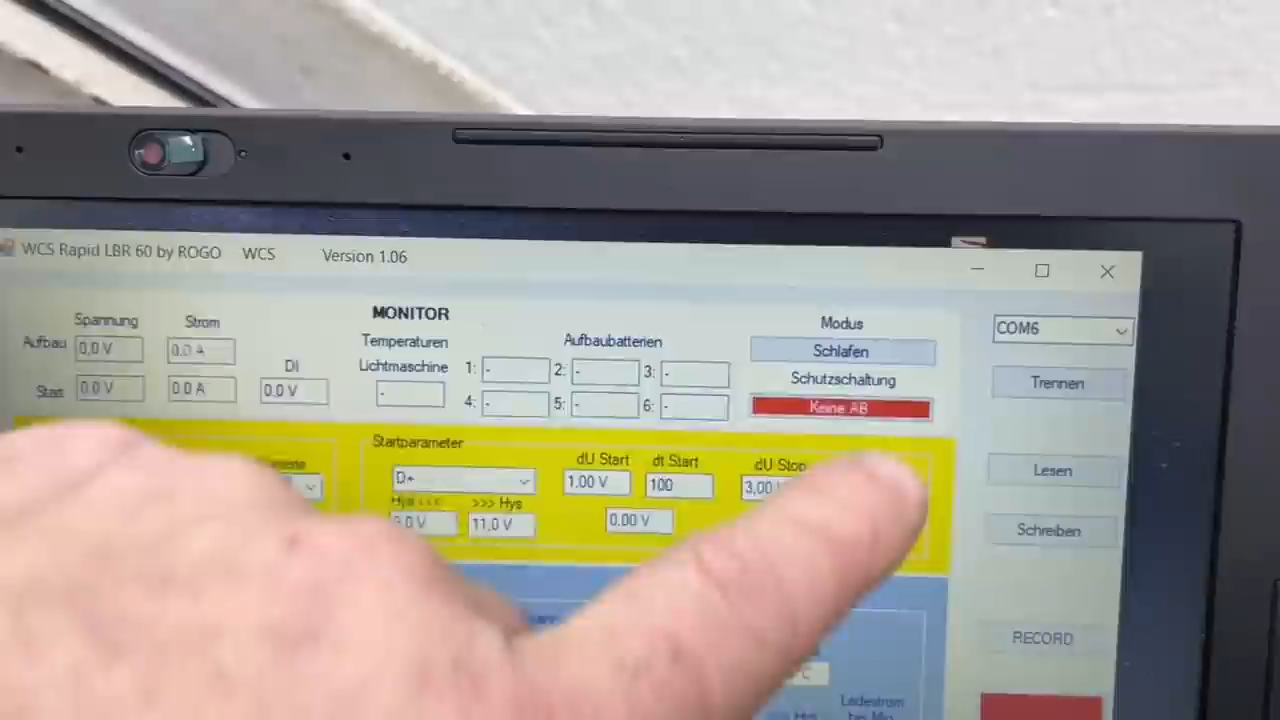 WCS Rapid LBR 60 by ROGO WCS Version 1.06
MONITOR
Spannung Strom Temperaturen Aufbaubatterien Modus
COM6
Aufbau 0,0 V 0.0 A DI Lichtmaschine 1: - 2: - 3: - Schlafen
Trennen
Start 0.0 V 0.0 A 0.0 V - Schutzschaltung
4: - 5: - 6: - Keine AB
Startparameter
dU Start dt Start dU Stop
Lesen
D+ 1.00 V 100 3,00
Hys <<< >>> Hys
11,0 V 0.00 V
Schreiben
RECORD
Ladestrom